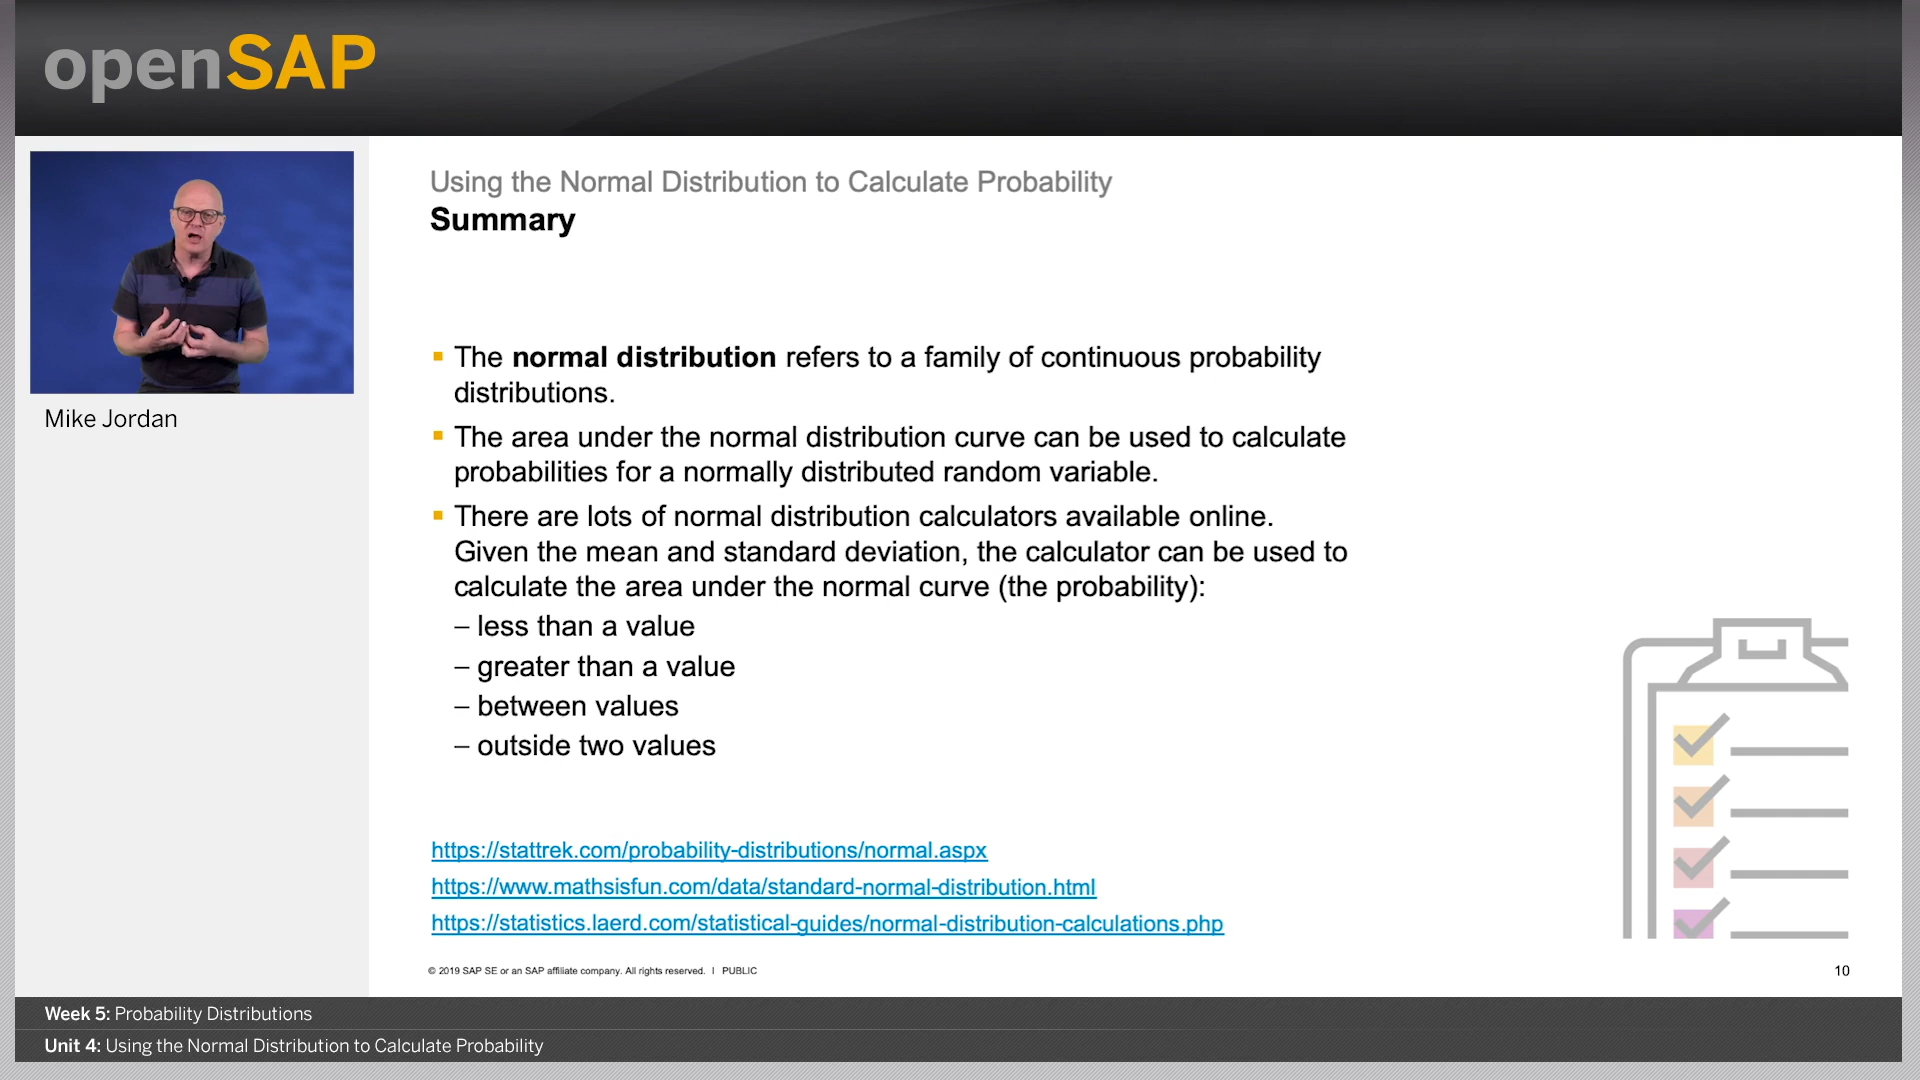 openSAP
Mike Jordan
Using the Normal Distribution to Calculate Probability
Summary
▪ The normal distribution refers to a family of continuous probability
distributions.
▪ The area under the normal distribution curve can be used to calculate
probabilities for a normally distributed random variable.
▪ There are lots of normal distribution calculators available online.
Given the mean and standard deviation, the calculator can be used to
calculate the area under the normal curve (the probability):
– less than a value
– greater than a value
– between values
– outside two values
https://stattrek.com/probability-distributions/normal.aspx
https://www.mathsisfun.com/data/standard-normal-distribution.html
https://statistics.laerd.com/statistical-guides/normal-distribution-calculations.php
© 2019 SAP SE or an SAP affiliate company. All rights reserved. I PUBLIC
10
Week 5: Probability Distributions
Unit 4: Using the Normal Distribution to Calculate Probability